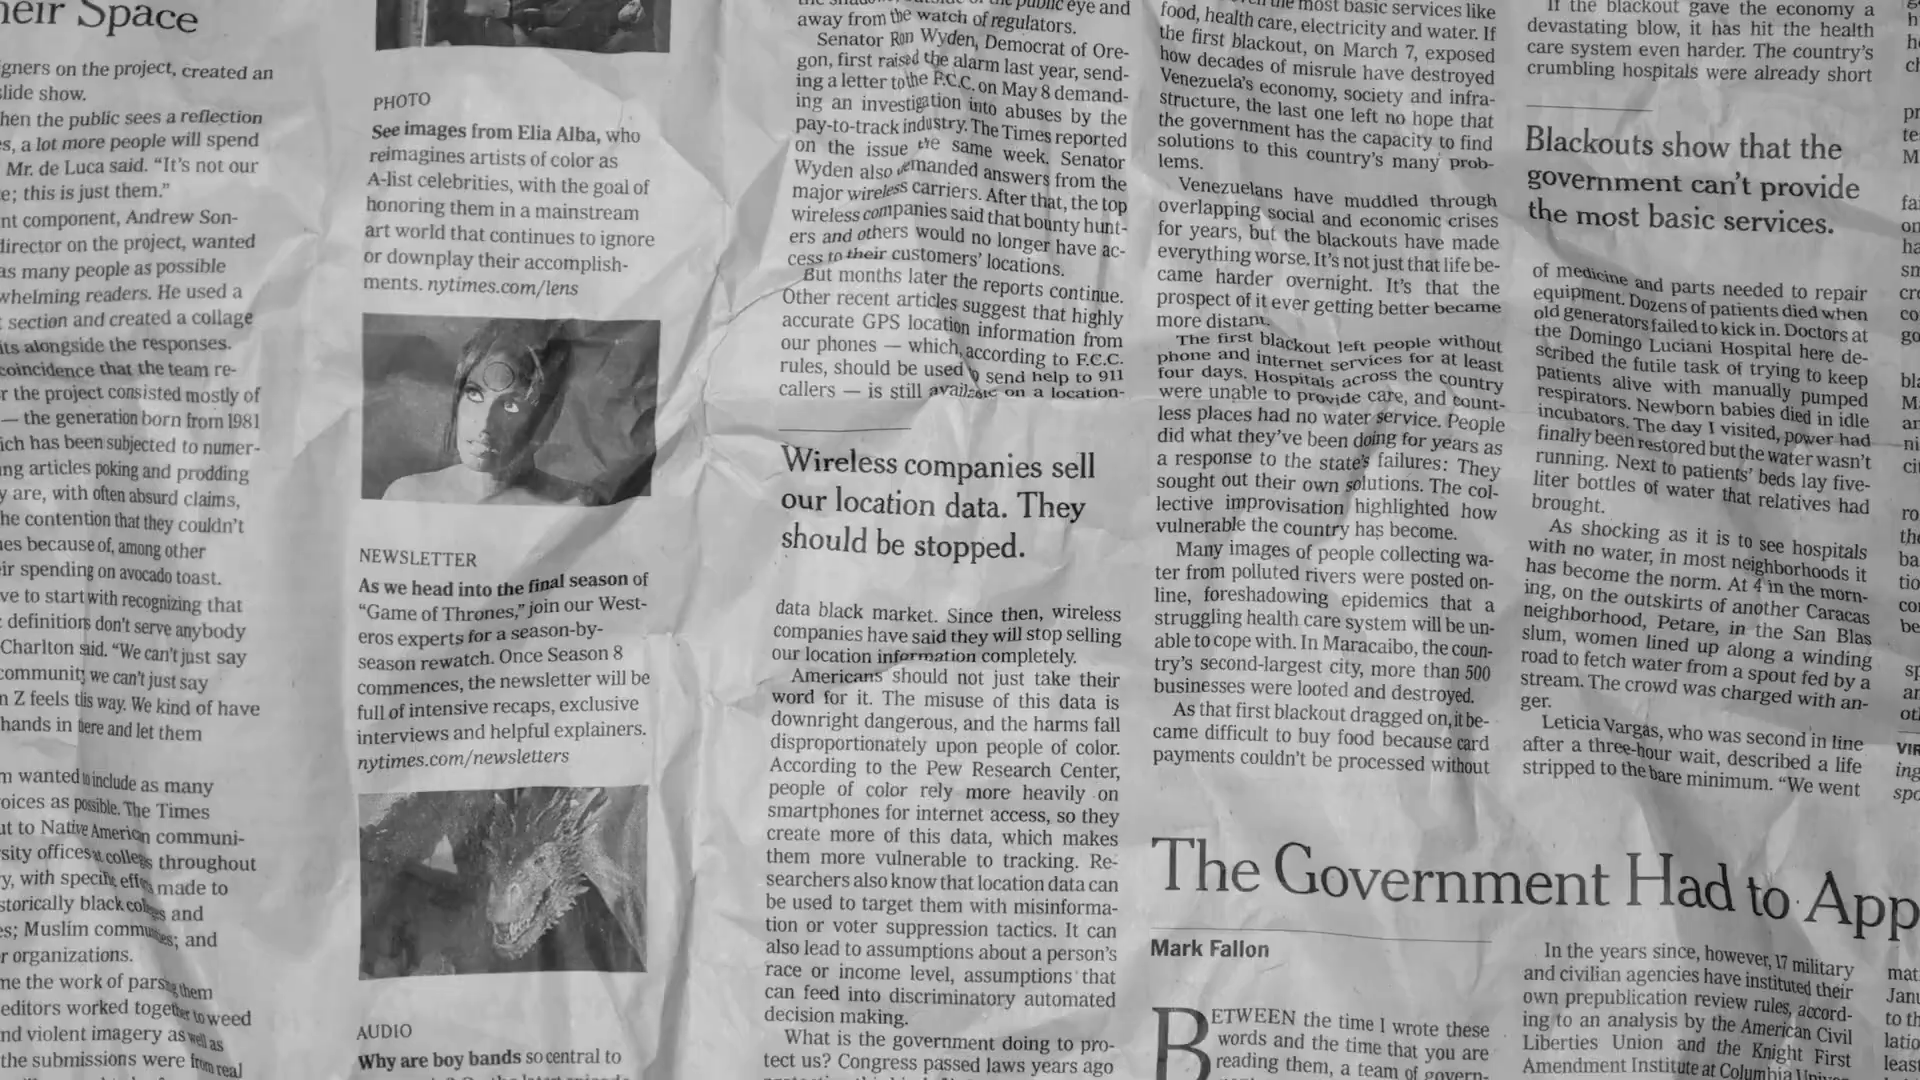 heir Space
gners on the project, created an
slide show.
hen the public sees a reflection
s, a lot more people will spend
Mr. de Luca said. “It’s not our
e; this is just them.”
nt component, Andrew Son-
director on the project, wanted
as many people as possible
whelming readers. He used a
section and created a collage
its alongside the responses.
coincidence that the team re-
r the project consisted mostly of
— the generation born from 1981
ich has been subjected to numer-
ng articles poking and prodding
y are, with often absurd claims,
he contention that they couldn’t
es because of, among other
ir spending on avocado toast.
ve to start with recognizing that
definitions don’t serve anybody
Charlton said. “We can’t just say
community we can’t just say
n Z feels this way. We kind of have
hands in here and let them
m wanted to include as many
oices as possible. The Times
ut to Native American communi-
sity offices at colleges throughout
y, with specific efforts made to
storically black colleges and
es; Muslim communities; and
r organizations.
me the work of parsing them
editors worked together to weed
nd violent imagery as well as
the submissions were from real
PHOTO
See images from Elia Alba, who
reimagines artists of color as
A-list celebrities, with the goal of
honoring them in a mainstream
art world that continues to ignore
or downplay their accomplish-
ments. nytimes.com/lens
NEWSLETTER
As we head into the final season of
“Game of Thrones,” join our West-
eros experts for a season-by-
season rewatch. Once Season 8
commences, the newsletter will be
full of intensive recaps, exclusive
interviews and helpful explainers.
nytimes.com/newsletters
AUDIO
Why are boy bands so central to
the public eye and
away from the watch of regulators.
Senator Ron Wyden, Democrat of Ore-
gon, first raised the alarm last year, send-
ing a letter to the F.C.C. on May 8 demand-
ing an investigation into abuses by the
pay-to-track industry. The Times reported
on the issue the same week. Senator
Wyden also demanded answers from the
major wireless carriers. After that, the top
wireless companies said that bounty hunt-
ers and others would no longer have ac-
cess to their customers’ locations.
But months later the reports continue.
Other recent articles suggest that highly
accurate GPS location information from
our phones — which, according to F.C.C.
rules, should be used to send help to 911
callers — is still available on a location-
Wireless companies sell
our location data. They
should be stopped.
data black market. Since then, wireless
companies have said they will stop selling
our location information completely.
Americans should not just take their
word for it. The misuse of this data is
downright dangerous, and the harms fall
disproportionately upon people of color.
According to the Pew Research Center,
people of color rely more heavily on
smartphones for internet access, so they
create more of this data, which makes
them more vulnerable to tracking. Re-
searchers also know that location data can
be used to target them with misinforma-
tion or voter suppression tactics. It can
also lead to assumptions about a person’s
race or income level, assumptions that
can feed into discriminatory automated
decision making.
What is the government doing to pro-
tect us? Congress passed laws years ago
the most basic services like
food, health care, electricity and water. If
the first blackout, on March 7, exposed
how decades of misrule have destroyed
Venezuela’s economy, society and infra-
structure, the last one left no hope that
the government has the capacity to find
solutions to this country’s many prob-
lems.
Venezuelans have muddled through
overlapping social and economic crises
for years, but the blackouts have made
everything worse. It’s not just that life be-
came harder overnight. It’s that the
prospect of it ever getting better became
more distant.
The first blackout left people without
phone and internet services for at least
four days. Hospitals across the country
were unable to provide care, and count-
less places had no water service. People
did what they’ve been doing for years as
a response to the state’s failures: They
sought out their own solutions. The col-
lective improvisation highlighted how
vulnerable the country has become.
Many images of people collecting wa-
ter from polluted rivers were posted on-
line, foreshadowing epidemics that a
struggling health care system will be un-
able to cope with. In Maracaibo, the coun-
try’s second-largest city, more than 500
businesses were looted and destroyed.
As that first blackout dragged on, it be-
came difficult to buy food because card
payments couldn’t be processed without
If the blackout gave the economy a
devastating blow, it has hit the health
care system even harder. The country’s
crumbling hospitals were already short
Blackouts show that the
government can’t provide
the most basic services.
of medicine and parts needed to repair
equipment. Dozens of patients died when
old generators failed to kick in. Doctors at
the Domingo Luciani Hospital here de-
scribed the futile task of trying to keep
patients alive with manually pumped
respirators. Newborn babies died in idle
incubators. The day I visited, power had
finally been restored but the water wasn’t
running. Next to patients’ beds lay five-
liter bottles of water that relatives had
brought.
As shocking as it is to see hospitals
with no water, in most neighborhoods it
has become the norm. At 4 in the morn-
ing, on the outskirts of another Caracas
neighborhood, Petare, in the San Blas
slum, women lined up along a winding
road to fetch water from a spout fed by a
stream. The crowd was charged with an-
ger.
Leticia Vargas, who was second in line
after a three-hour wait, described a life
stripped to the bare minimum. “We went
The Government Had to App
Mark Fallon
BETWEEN the time I wrote these
words and the time that you are
reading them, a team of govern-
In the years since, however, 17 military
and civilian agencies have instituted their
own prepublication review rules, accord-
ing to an analysis by the American Civil
Liberties Union and the Knight First
Amendment Institute at Columbia